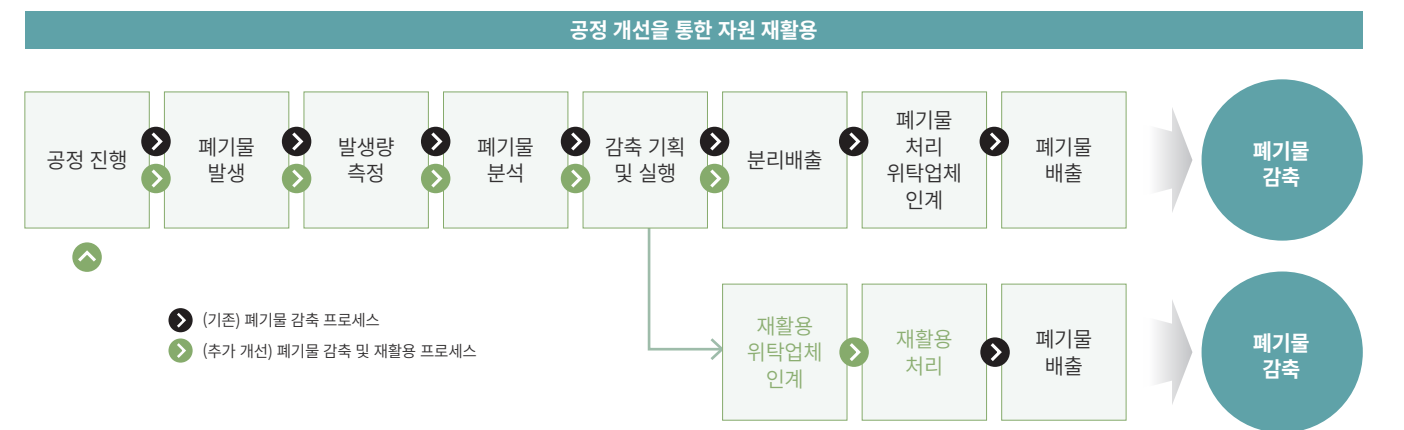 공정 개선을 통한 자원 재활용
공정 진행
폐기물
발생
발생량
측정
폐기물
분석
감축 기획
및 실행
분리배출
폐기물
처리
위탁업체
인계
폐기물
배출
폐기물
감축
(기존) 폐기물 감축 프로세스
(추가 개선) 폐기물 감축 및 재활용 프로세스
재활용
위탁업체
인계
재활용
처리
폐기물
배출
폐기물
감축